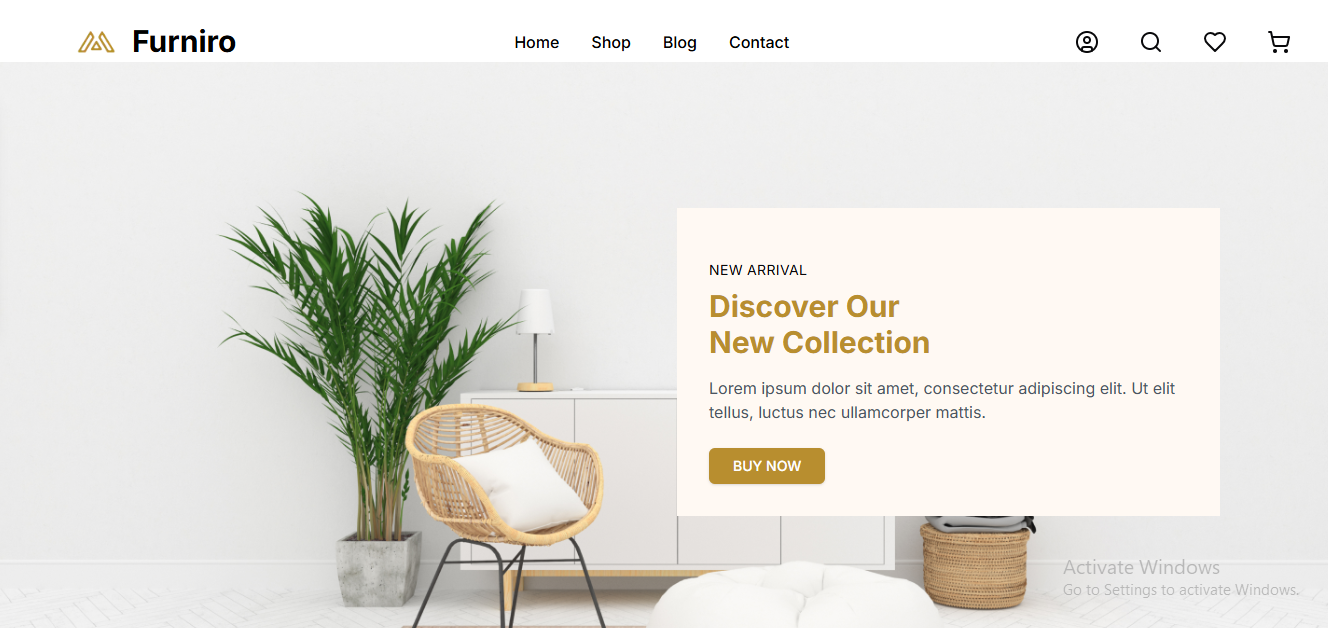 Furniro
Home Shop Blog Contact
NEW ARRIVAL
Discover Our
New Collection
Lorem ipsum dolor sit amet, consectetur adipiscing elit. Ut elit
tellus, luctus nec ullamcorper mattis.
BUY NOW
Activate Windows
Go to Settings to activate Windows.